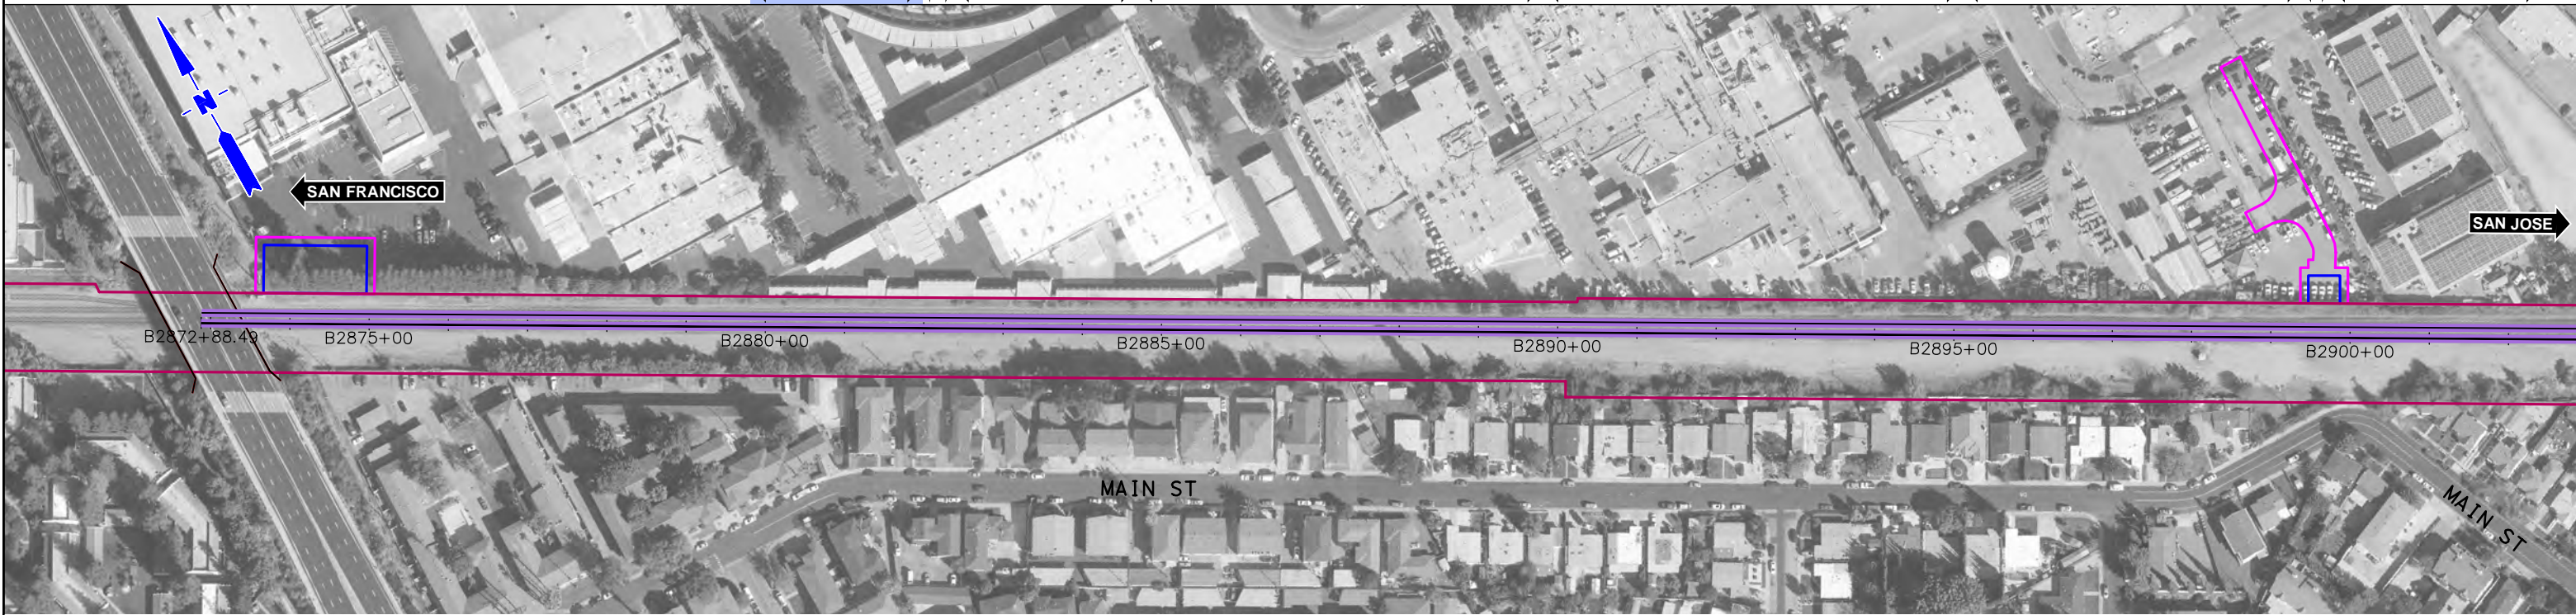 N
SAN FRANCISCO
SAN JOSE
B2872+88.49
B2875+00
B2880+00
B2885+00
B2890+00
B2895+00
B2900+00
MAIN ST
MAIN ST